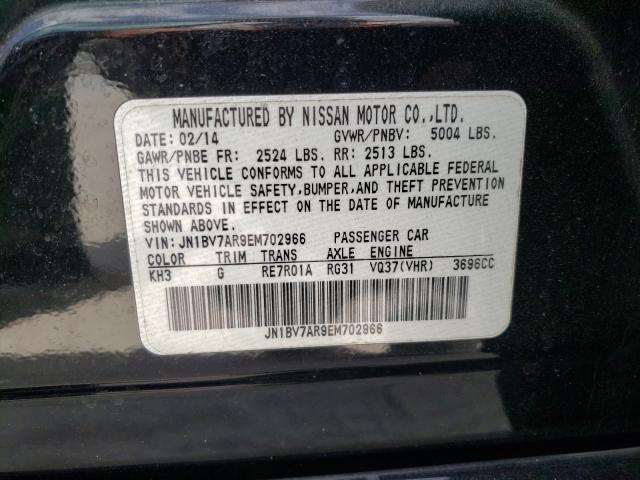 MANUFACTURED BY NISSAN MOTOR CO.,LTD.
DATE: 02/14 GVWR/PNBV: 5004 LBS.
GAWR/PNBE FR: 2524 LBS. RR: 2513 LBS.
THIS VEHICLE CONFORMS TO ALL APPLICABLE FEDERAL
MOTOR VEHICLE SAFETY,BUMPER,AND THEFT PREVENTION
STANDARDS IN EFFECT ON THE DATE OF MANUFACTURE
SHOWN ABOVE.
VIN: JN1BV7AR9EM702966 PASSENGER CAR
COLOR TRIM TRANS AXLE ENGINE
KH3 G RE7R01A RG31 VQ37(VHR) 3696CC
JN1BV7AR9EM702966